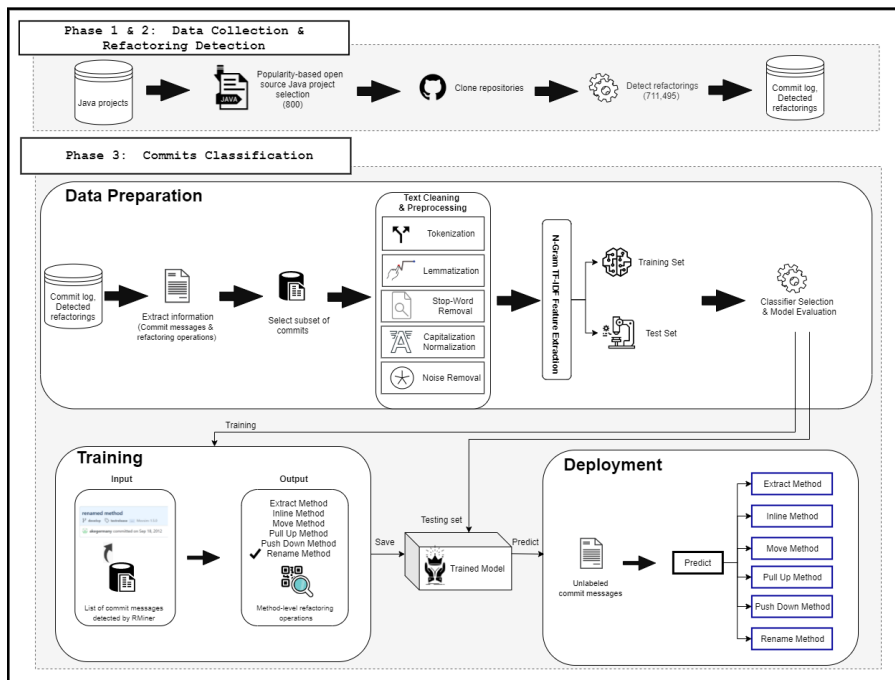 Phase 1 & 2: Data Collection &
Refactoring Detection
Java projects
JAVA
Popularity-based open
source Java project
selection
(800)
Clone repositories
Detect refactorings
(711,495)
Commit log,
Detected
refactorings
Phase 3: Commits Classification
Data Preparation
Commit log,
Detected
refactorings
Extract information
(Commit messages &
refactoring operations)
Select subset of
commits
Text Cleaning
& Preprocessing
Tokenization
Lemmatization
Stop-Word
Removal
Capitalization
Normalization
Noise Removal
N-Gram TF-IDF Feature Extraction
Training Set
Test Set
Classifier Selection
& Model Evaluation
Training
Training
Input
renamed method
List of commit messages
detected by RMiner
Output
Extract Method
Inline Method
Move Method
Pull Up Method
Push Down Method
Rename Method
Method-level refactoring
operations
Save
Testing set
Trained Model
Predict
Deployment
Unlabeled
commit messages
Predict
Extract Method
Inline Method
Move Method
Pull Up Method
Push Down Method
Rename Method